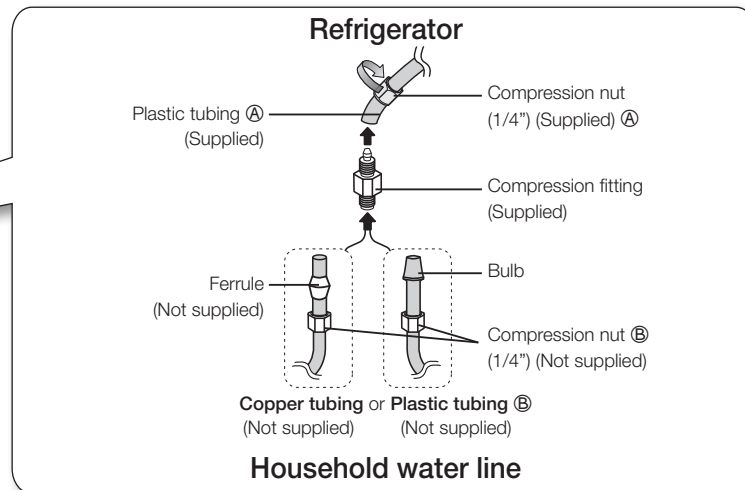 Refrigerator
Plastic tubing Ⓐ
(Supplied)
Compression nut
(1/4”) (Supplied) Ⓐ
Compression fitting
(Supplied)
Ferrule
(Not supplied)
Bulb
Compression nut Ⓑ
(1/4”) (Not supplied)
Copper tubing or Plastic tubing Ⓑ
(Not supplied) (Not supplied)
Household water line